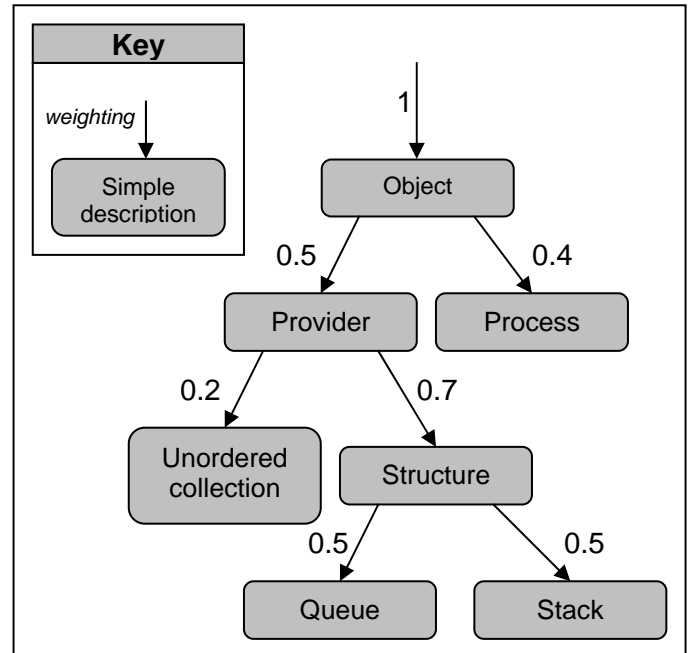 Key
weighting
Simple
description
1
Object
0.5
0.4
Provider
Process
0.2
0.7
Unordered
collection
Structure
0.5
0.5
Queue
Stack